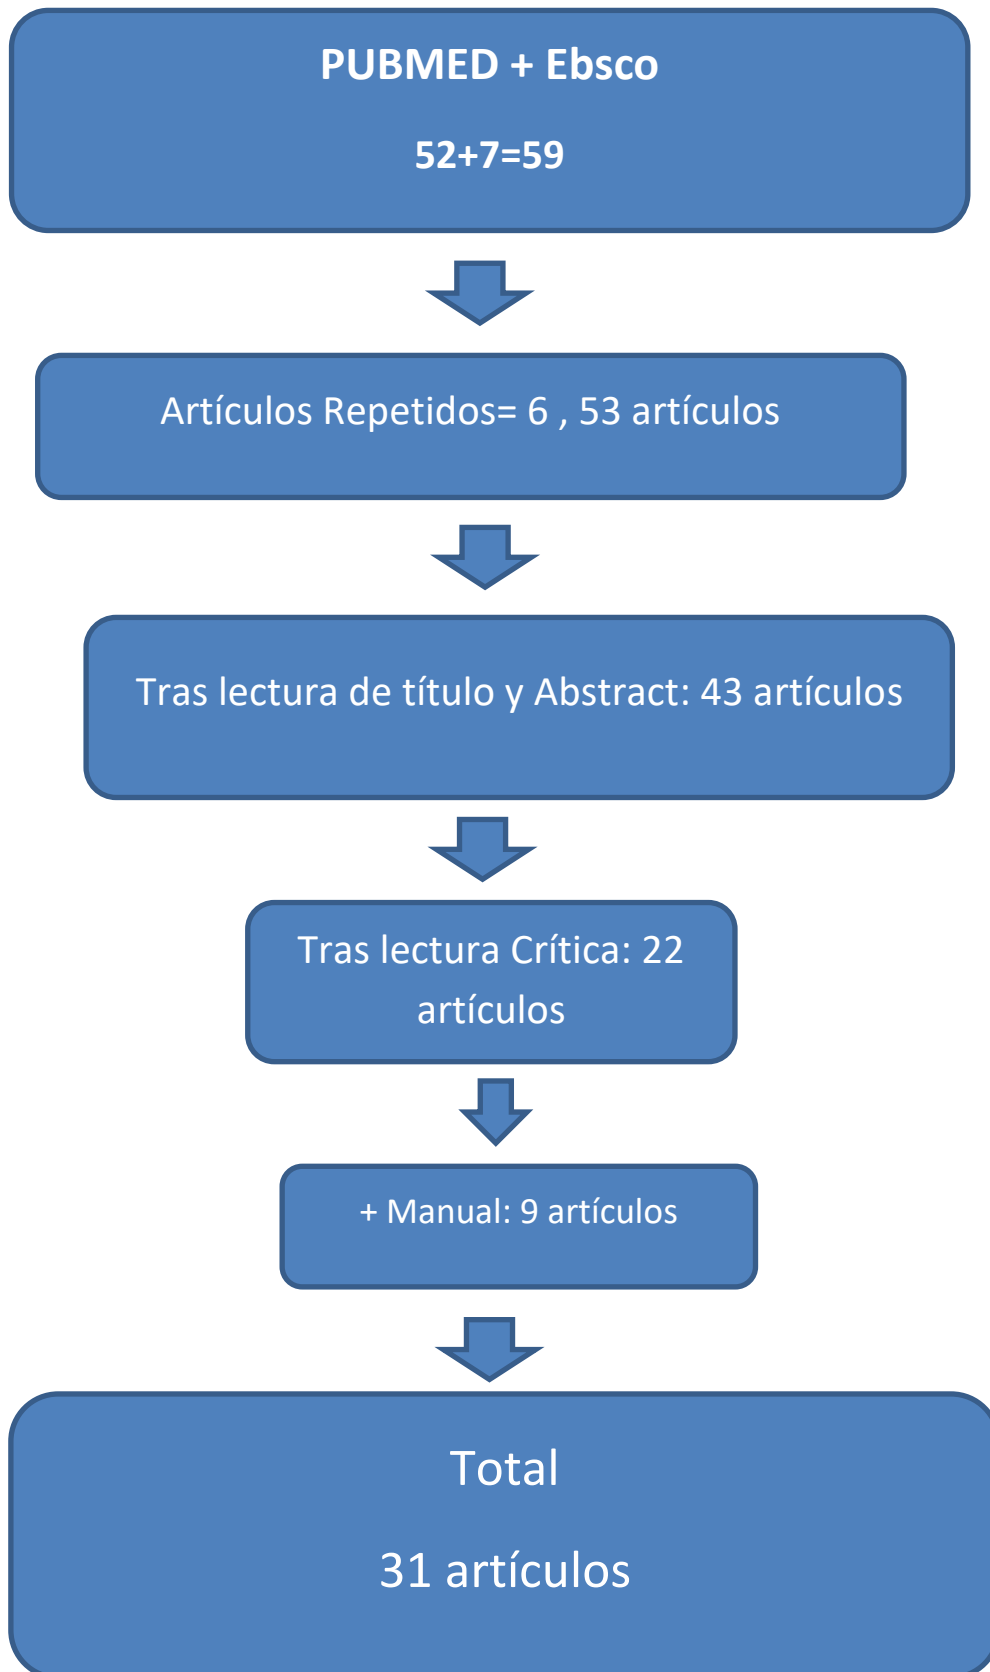 PUBMED + Ebsco
52+7=59
Artículos Repetidos= 6 , 53 artículos
Tras lectura de título y Abstract: 43 artículos
Tras lectura Crítica: 22
artículos
+ Manual: 9 artículos
Total
31 artículos